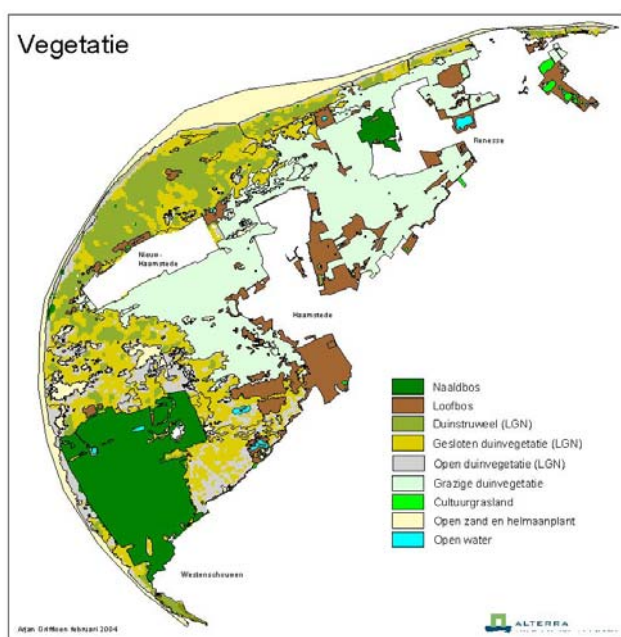 Vegetatie
Renesse
Nieuw-
Haamstede
Haamstede
Naaldbos
Loofbos
Duinstruweel (LGN)
Gesloten duinvegetatie (LGN)
Open duinvegetatie (LGN)
Grazige duinvegetatie
Cultuurgrasland
Open zand en helmaanplant
Open water
Westenschouwen
Arjan Griffioen februari 2004
ALTERRA